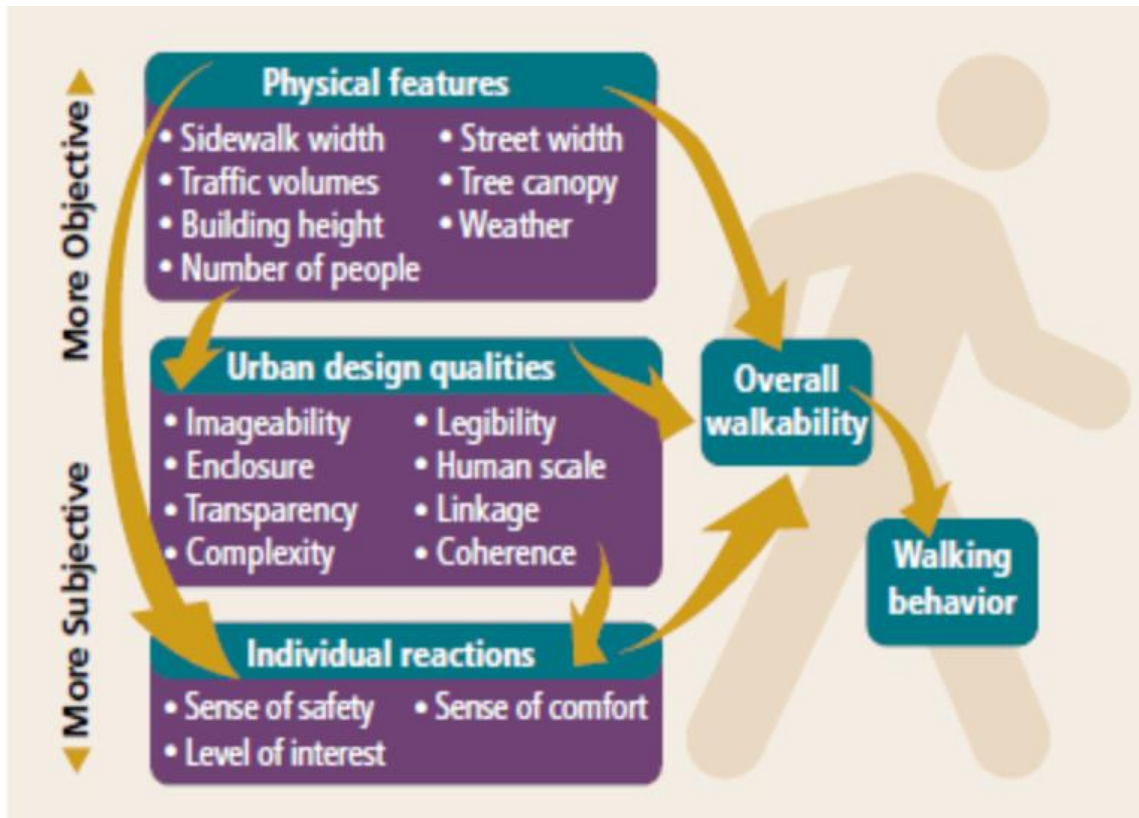 More Objective
More Subjective
Physical features
• Sidewalk width
• Traffic volumes
• Building height
• Number of people
• Street width
• Tree canopy
• Weather
Urban design qualities
• Imageability
• Enclosure
• Transparency
• Complexity
• Legibility
• Human scale
• Linkage
• Coherence
Individual reactions
• Sense of safety
• Level of interest
• Sense of comfort
Overall
walkability
Walking
behavior